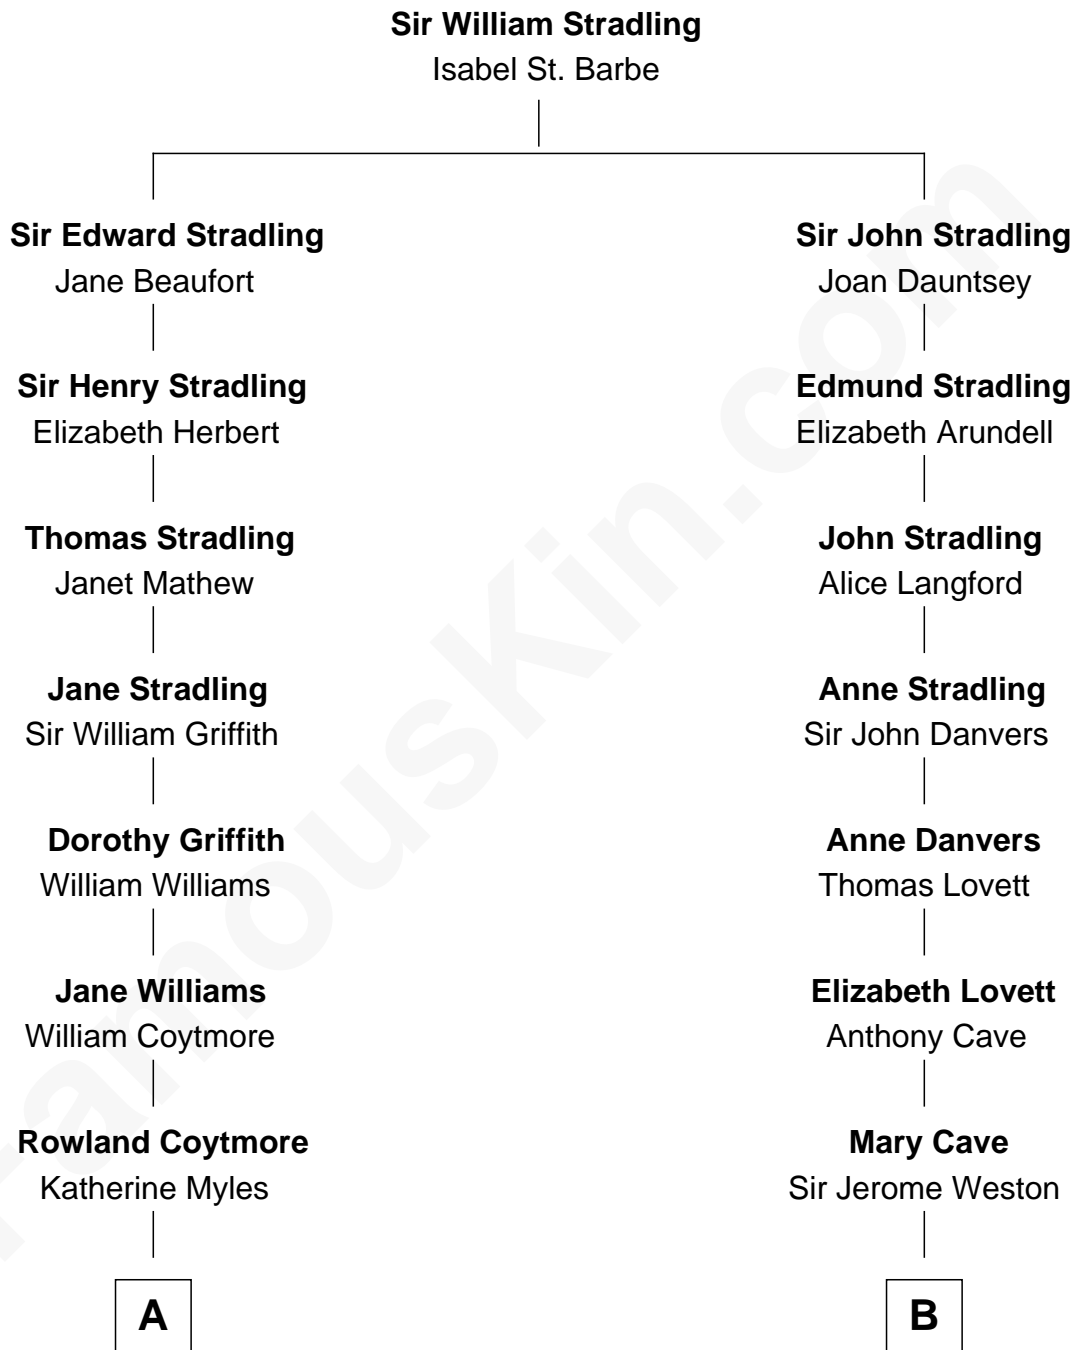 Sir William Stradling
Isabel St. Barbe
Sir Edward Stradling
Jane Beaufort
Sir Henry Stradling
Elizabeth Herbert
Thomas Stradling
Janet Mathew
Jane Stradling
Sir William Griffith
Dorothy Griffith
William Williams
Jane Williams
William Coytmore
Rowland Coytmore
Katherine Myles
A
Sir John Stradling
Joan Dauntsey
Edmund Stradling
Elizabeth Arundell
John Stradling
Alice Langford
Anne Stradling
Sir John Danvers
Anne Danvers
Thomas Lovett
Elizabeth Lovett
Anthony Cave
Mary Cave
Sir Jerome Weston
B
FamousKin.com